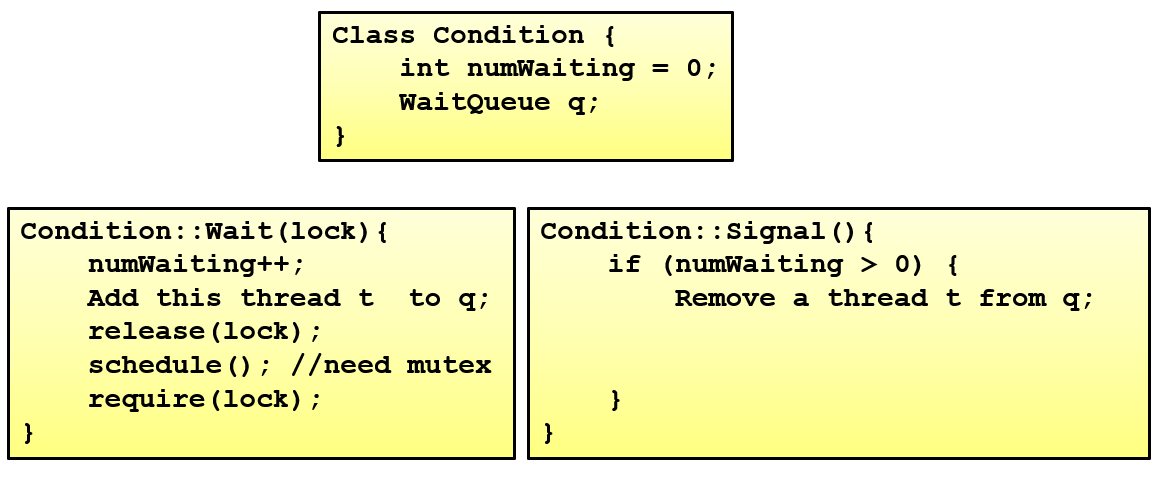 Class Condition {
    int numWaiting = 0;
    WaitQueue q;
}
Condition::Wait(lock){
    numWaiting++;
    Add this thread t  to q;
    release(lock);
    schedule(); //need mutex
    require(lock);
}
Condition::Signal(){
    if (numWaiting > 0) {
        Remove a thread t from q;
    }
}